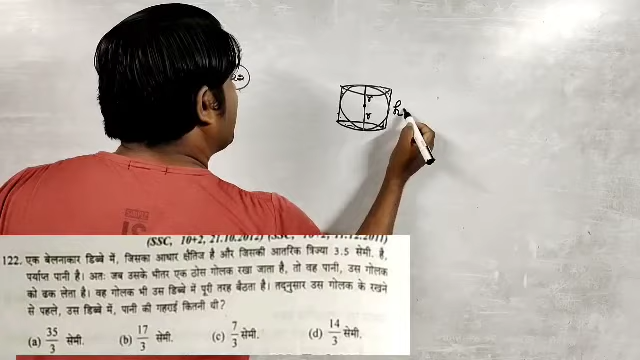 r
r
h
(SSC, 10+2, 21.10.2012) (SSC, 10+2, 11.12.2011)
122. एक बेलनाकार डिब्बे में, जिसका आधार क्षैतिज है और जिसकी आतरिक त्रिज्या 3.5 सेमी. है,
पर्याप्त पानी है। अतः जब उसके भीतर एक ठोस गोलक रखा जाता है, तो वह पानी, उस गोलक
को ढक लेता है। वह गोलक भी उस डिब्बे में पूरी तरह बैठता है। तद्नुसार उस गोलक के रखने
से पहले, उस डिब्बे में, पानी की गहराई कितनी थी?
(a) 35/3 सेमी. (b) 17/3 सेमी. (c) 7/3 सेमी. (d) 14/3 सेमी.